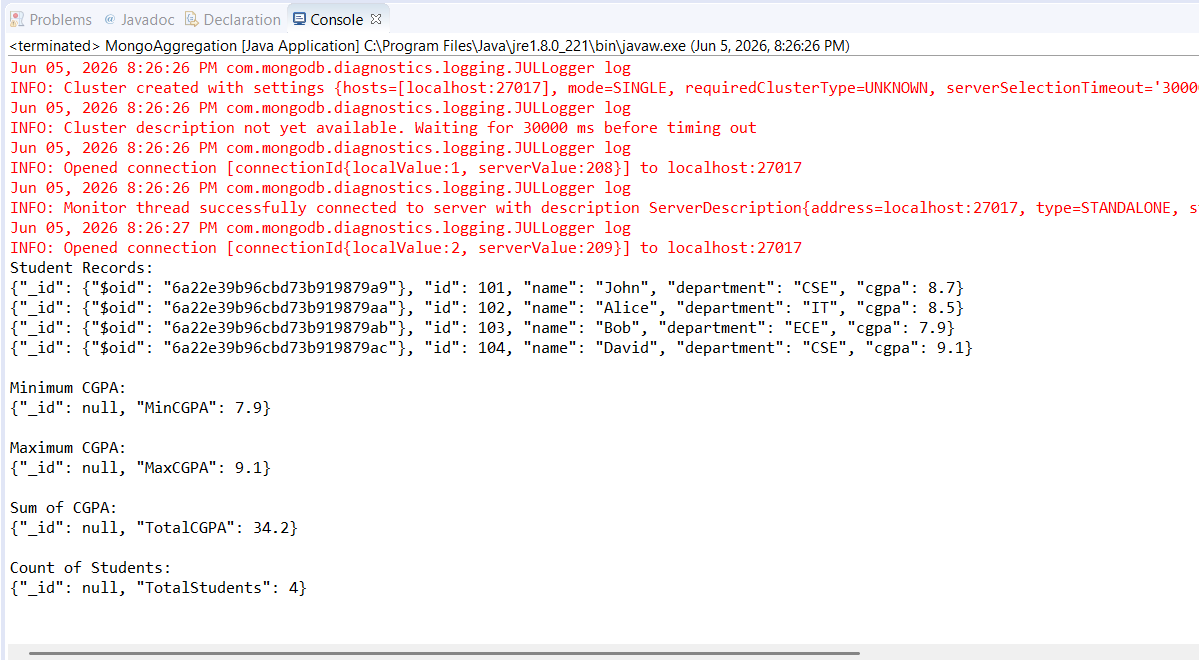 Problems @ Javadoc Declaration Console
<terminated> MongoAggregation [Java Application] C:\Program Files\Java\jre1.8.0_221\bin\javaw.exe (Jun 5, 2026, 8:26:26 PM)
Jun 05, 2026 8:26:26 PM com.mongodb.diagnostics.logging.JULLogger log
INFO: Cluster created with settings {hosts=[localhost:27017], mode=SINGLE, requiredClusterType=UNKNOWN, serverSelectionTimeout='3000
Jun 05, 2026 8:26:26 PM com.mongodb.diagnostics.logging.JULLogger log
INFO: Cluster description not yet available. Waiting for 30000 ms before timing out
Jun 05, 2026 8:26:26 PM com.mongodb.diagnostics.logging.JULLogger log
INFO: Opened connection [connectionId{localValue:1, serverValue:208}] to localhost:27017
Jun 05, 2026 8:26:26 PM com.mongodb.diagnostics.logging.JULLogger log
INFO: Monitor thread successfully connected to server with description ServerDescription{address=localhost:27017, type=STANDALONE, s
Jun 05, 2026 8:26:27 PM com.mongodb.diagnostics.logging.JULLogger log
INFO: Opened connection [connectionId{localValue:2, serverValue:209}] to localhost:27017
Student Records:
{"_id": {"$oid": "6a22e39b96cbd73b919879a9"}, "id": 101, "name": "John", "department": "CSE", "cgpa": 8.7}
{"_id": {"$oid": "6a22e39b96cbd73b919879aa"}, "id": 102, "name": "Alice", "department": "IT", "cgpa": 8.5}
{"_id": {"$oid": "6a22e39b96cbd73b919879ab"}, "id": 103, "name": "Bob", "department": "ECE", "cgpa": 7.9}
{"_id": {"$oid": "6a22e39b96cbd73b919879ac"}, "id": 104, "name": "David", "department": "CSE", "cgpa": 9.1}
Minimum CGPA:
{"_id": null, "MinCGPA": 7.9}
Maximum CGPA:
{"_id": null, "MaxCGPA": 9.1}
Sum of CGPA:
{"_id": null, "TotalCGPA": 34.2}
Count of Students:
{"_id": null, "TotalStudents": 4}